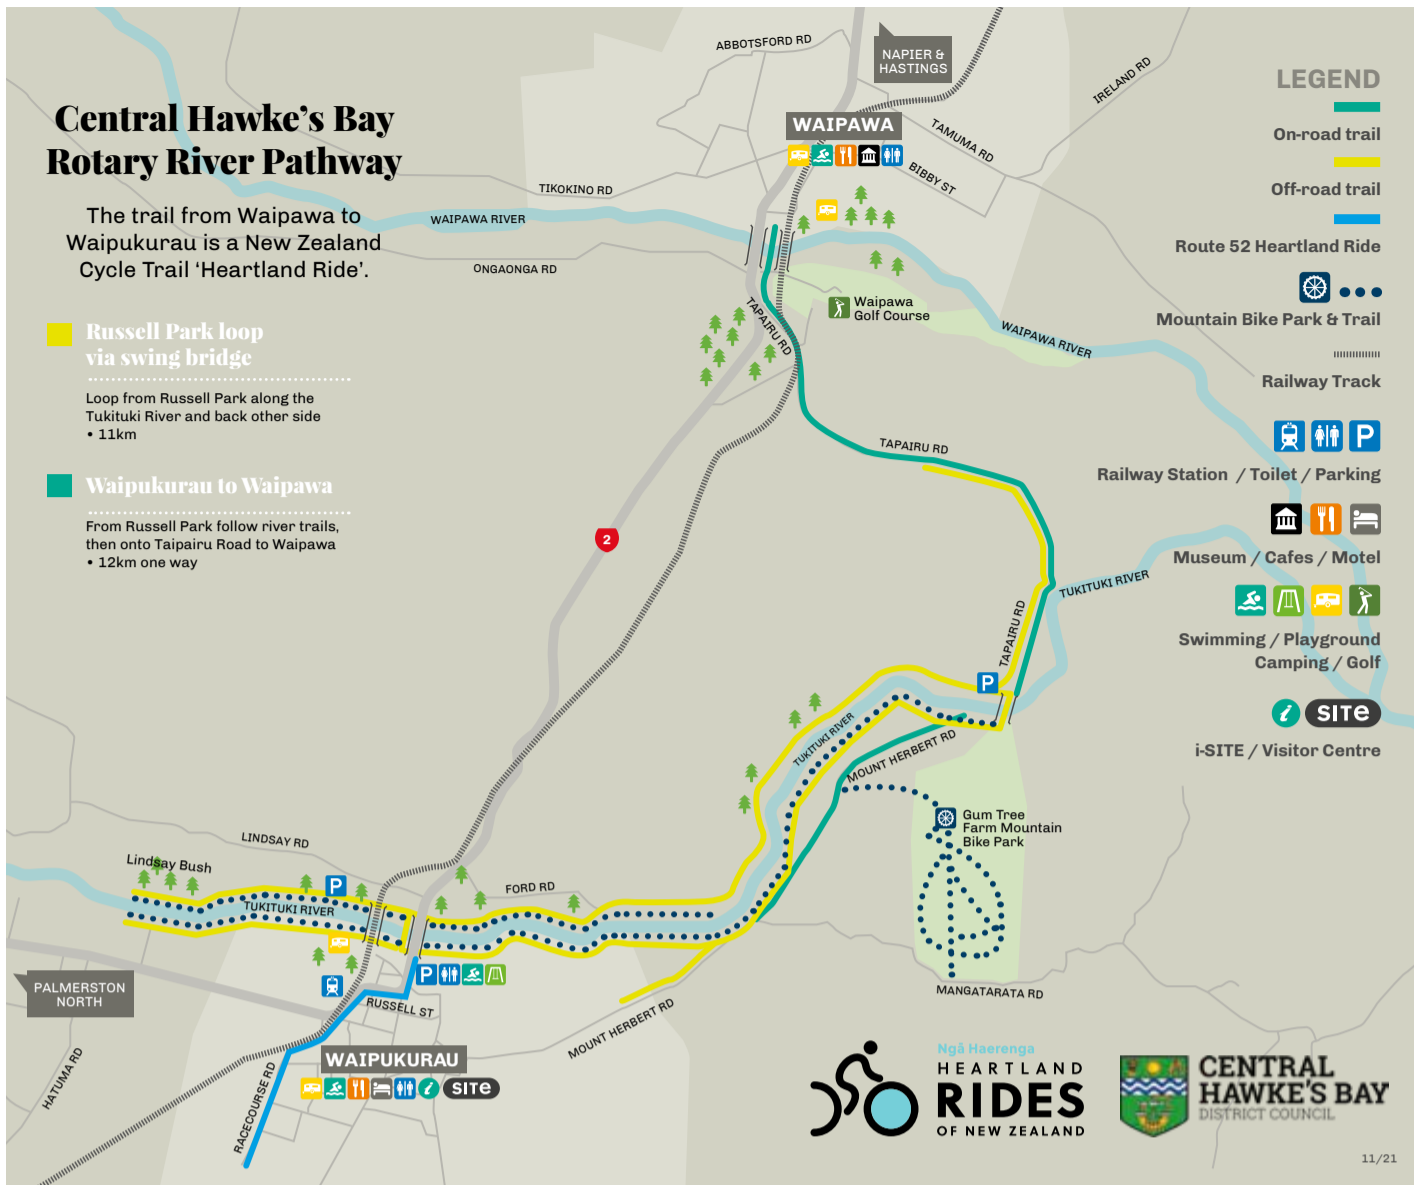 Central Hawke's Bay
Rotary River Pathway
The trail from Waipawa to
Waipukurau is a New Zealand
Cycle Trail ‘Heartland Ride’.
Russell Park loop
via swing bridge
Loop from Russell Park along the
Tukituki River and back other side
• 11km
Waipukurau to Waipawa
From Russell Park follow river trails,
then onto Taipairu Road to Waipawa
• 12km one way
ABBOTSFORD RD
NAPIER &
HASTINGS
IRELAND RD
WAIPAWA
TAMUMA RD
BIBBY ST
TIKOKINO RD
WAIPAWA RIVER
ONGAONGA RD
TAPAIRU RD
Waipawa
Golf Course
WAIPAWA RIVER
TAPAIRU RD
2
TUKITUKI RIVER
TAPAIRU RD
P
TUKITUKI RIVER
MOUNT HERBERT RD
Gum Tree
Farm Mountain
Bike Park
LINDSAY RD
Lindsay Bush
P
FORD RD
TUKITUKI RIVER
P
PALMERSTON
NORTH
RUSSELL ST
MANGATARATA RD
MOUNT HERBERT RD
WAIPUKURAU
i SITE
HATUMA RD
RACECOURSE RD
LEGEND
On-road trail
Off-road trail
Route 52 Heartland Ride
Mountain Bike Park & Trail
Railway Track
P
Railway Station / Toilet / Parking
Museum / Cafes / Motel
Swimming / Playground
Camping / Golf
i SITE
i-SITE / Visitor Centre
Ngā Haerenga
HEARTLAND
RIDES
OF NEW ZEALAND
CENTRAL
HAWKE'S BAY
DISTRICT COUNCIL
11/21